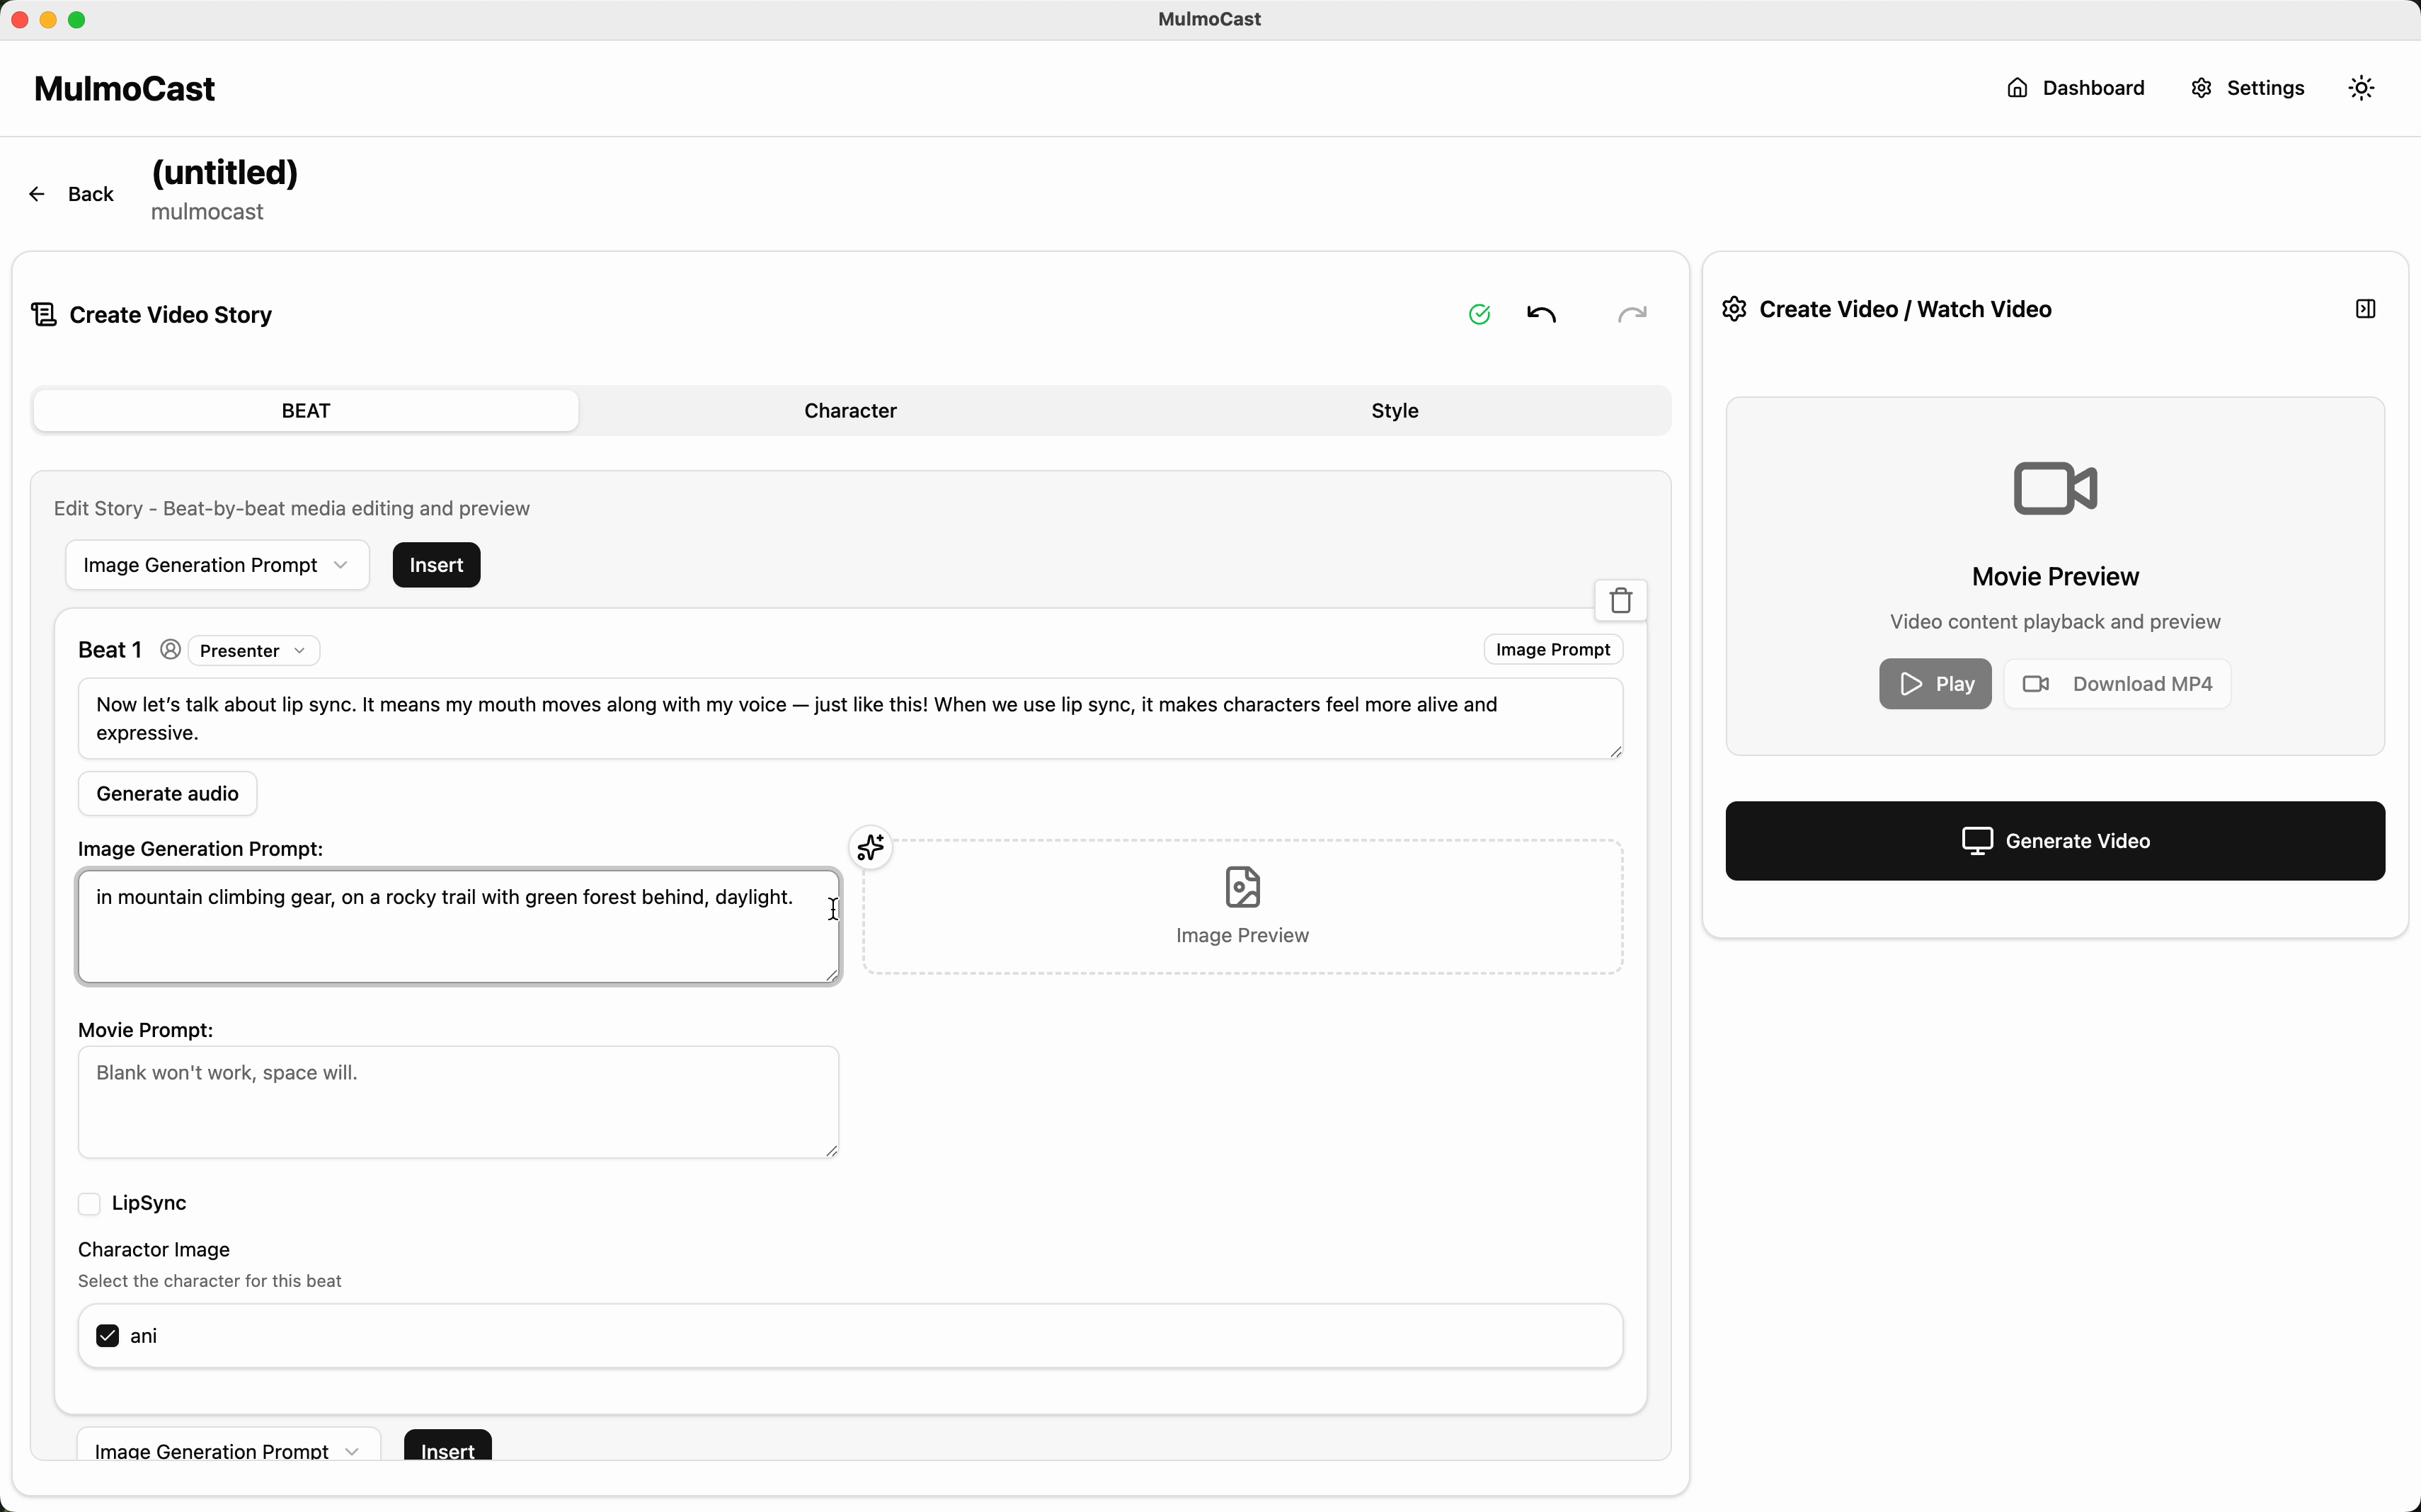 MulmoCast
MulmoCast
Dashboard
Settings
Back
(untitled)
mulmocast
Create Video Story
BEAT
Character
Style
Edit Story - Beat-by-beat media editing and preview
Image Generation Prompt
Insert
Beat 1
Presenter
Image Prompt
Now let’s talk about lip sync. It means my mouth moves along with my voice — just like this! When we use lip sync, it makes characters feel more alive and
expressive.
Generate audio
Image Generation Prompt:
in mountain climbing gear, on a rocky trail with green forest behind, daylight.
Image Preview
Movie Prompt:
Blank won't work, space will.
LipSync
Charactor Image
Select the character for this beat
ani
Image Generation Prompt
Insert
Create Video / Watch Video
Movie Preview
Video content playback and preview
Play
Download MP4
Generate Video